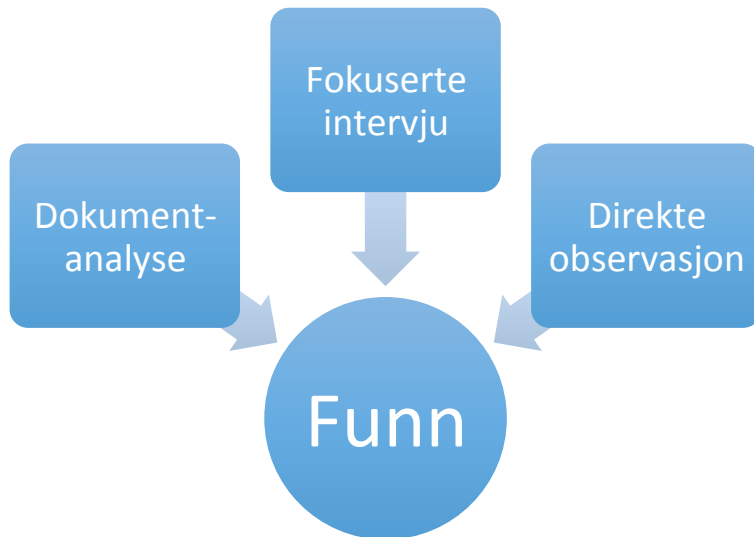 Fokuserte
intervju
Dokument-
analyse
Direkte
observasjon
Funn